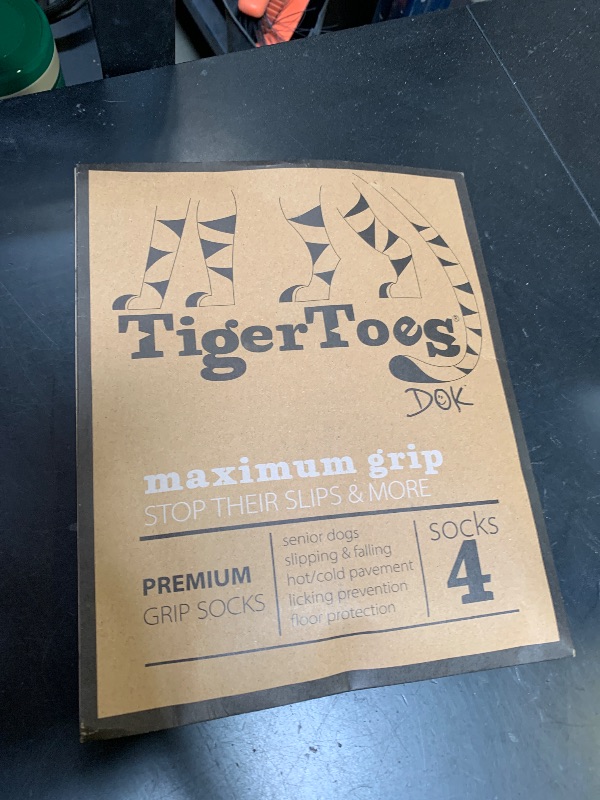 TigerToes®
DOK
maximum grip
STOP THEIR SLIPS & MORE
PREMIUM
GRIP SOCKS
senior dogs
slipping & falling
hot/cold pavement
licking prevention
floor protection
SOCKS
4